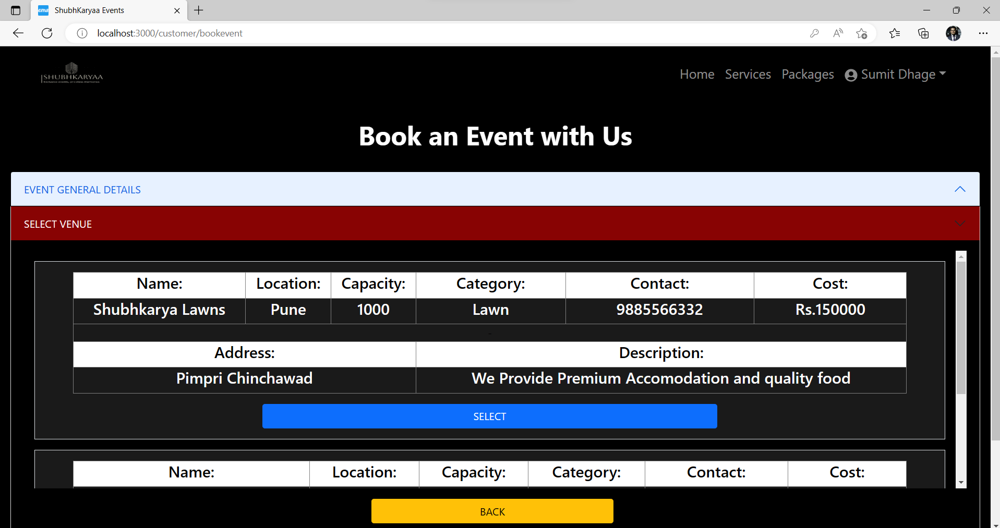 cms ShubhKaryaa Events
localhost:3000/customer/bookevent
SHUBHKARYAA
Exclusive events, priceless memories
Home Services Packages Sumit Dhage
Book an Event with Us
EVENT GENERAL DETAILS
SELECT VENUE
Name: Location: Capacity: Category: Contact: Cost:
Shubhkarya Lawns Pune 1000 Lawn 9885566332 Rs.150000
-
Address: Description:
Pimpri Chinchawad We Provide Premium Accomodation and quality food
SELECT
Name: Location: Capacity: Category: Contact: Cost:
BACK